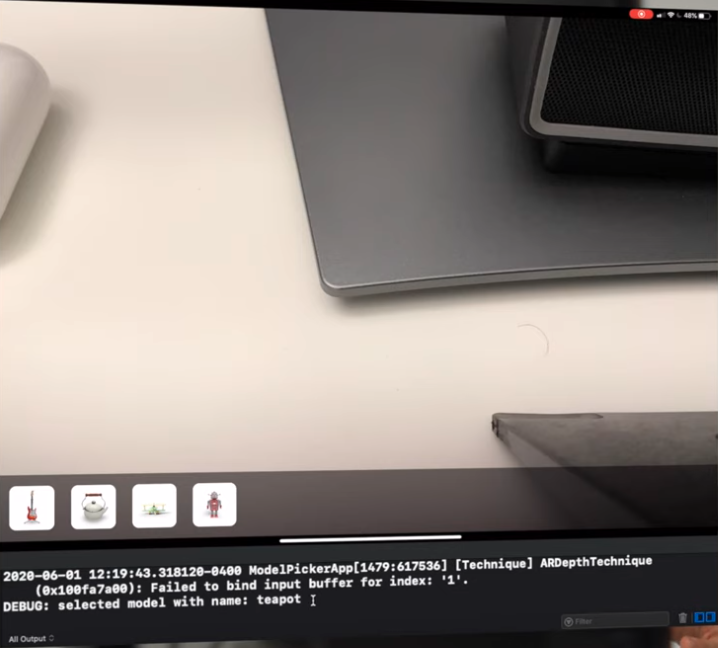 48%
2020-06-01 12:19:43.318120-0400 ModelPickerApp[1479:617536] [Technique] ARDepthTechnique
(0x100fa7a00): Failed to bind input buffer for index: '1'.
DEBUG: selected model with name: teapot
Filter
All Output